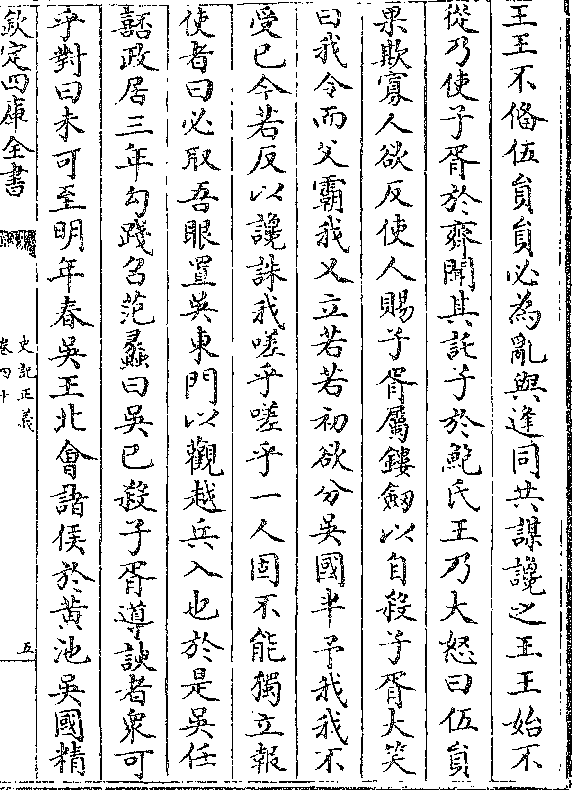 王王不備伍員員必為亂與逢同共謀讒之王王始不
從乃使子胥於齊聞其託子於鮑氏王乃大怒曰伍員
果欺寡人欲反使人賜子胥屬鏤劒以自殺子胥大笑
曰我令而父霸我又立若若初欲分吳國半予我我不
受已今若反以讒誅我嗟乎嗟乎一人固不能獨立報
使者曰必取吾眼置吳東門以觀越兵入也於是吳任
嚭政居三年勾踐召范蠡曰吳已殺子胥導諛者衆可
乎對曰未可至明年春吳王北會諸侯於黃池吳國精
欽定四庫全書
史記正義
卷四十
五